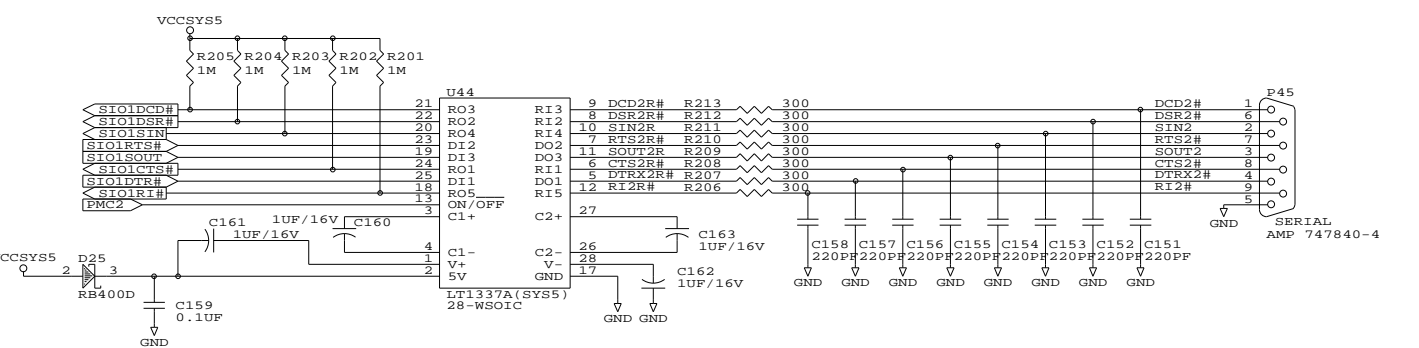 VCCSYS5
R205 R204 R203 R202 R201
1M 1M 1M 1M 1M
U44
P45
SIO1DCD# 21 RO3 RI3 9 DCD2R# R213 300 DCD2# 1
SIO1DSR# 22 RO2 RI2 8 DSR2R# R212 300 DSR2# 6
SIO1SIN 20 RO4 RI4 10 SIN2R R211 300 SIN2 2
SIO1RTS# 23 DI2 DO2 7 RTS2R# R210 300 RTS2# 7
SIO1SOUT 19 DI3 DO3 11 SOUT2R R209 300 SOUT2 3
SIO1CTS# 24 RO1 RI1 6 CTS2R# R208 300 CTS2# 8
SIO1DTR# 25 DI1 DO1 5 DTRX2R# R207 300 DTRX2# 4
SIO1RI# 18 RO5 RI5 12 RI2R# R206 300 RI2# 9
PMC2 13 ON/OFF 5
3 C1+ C2+ 27
GND
SERIAL
AMP 747840-4
C161 1UF/16V C160
1UF/16V
C163
1UF/16V
4 C1- C2- 26
1 V+ V- 28
2 5V GND 17
C158 C157 C156 C155 C154 C153 C152 C151
220PF 220PF 220PF 220PF 220PF 220PF 220PF 220PF
GND GND GND GND GND GND GND GND
CCSYS5 2 D25 3
RB400D
C162
1UF/16V
LT1337A(SYS5)
28-WSOIC
C159
0.1UF
GND GND
GND